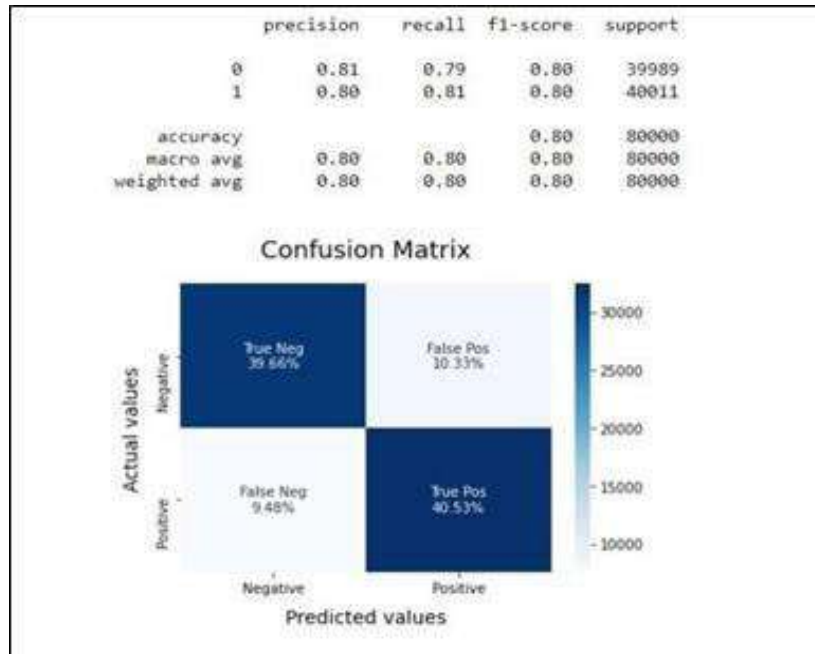 precision recall f1-score support
0 0.81 0.79 0.80 39989
1 0.80 0.81 0.80 40011
accuracy 0.80 80000
macro avg 0.80 0.80 0.80 80000
weighted avg 0.80 0.80 0.80 80000
Confusion Matrix
True Neg
39.66%
False Pos
10.33%
False Neg
9.48%
True Pos
40.53%
Actual values
Negative
Positive
Negative
Positive
Predicted values
30000
25000
20000
15000
10000